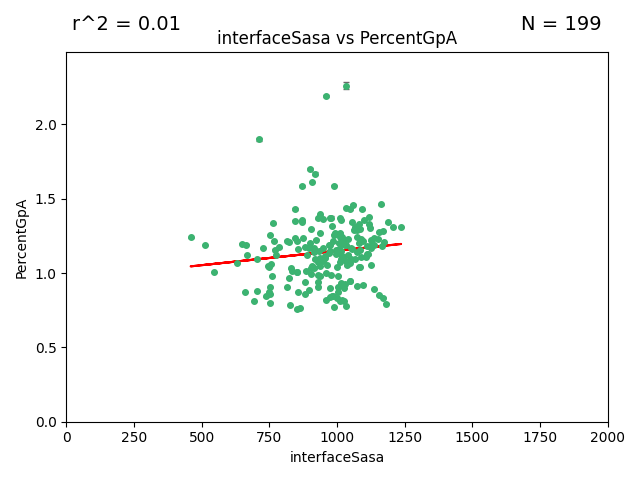 r^2 = 0.01
N = 199
interfaceSasa vs PercentGpA
PercentGpA
2.0
1.5
1.0
0.5
0.0
0 250 500 750 1000 1250 1500 1750 2000
interfaceSasa